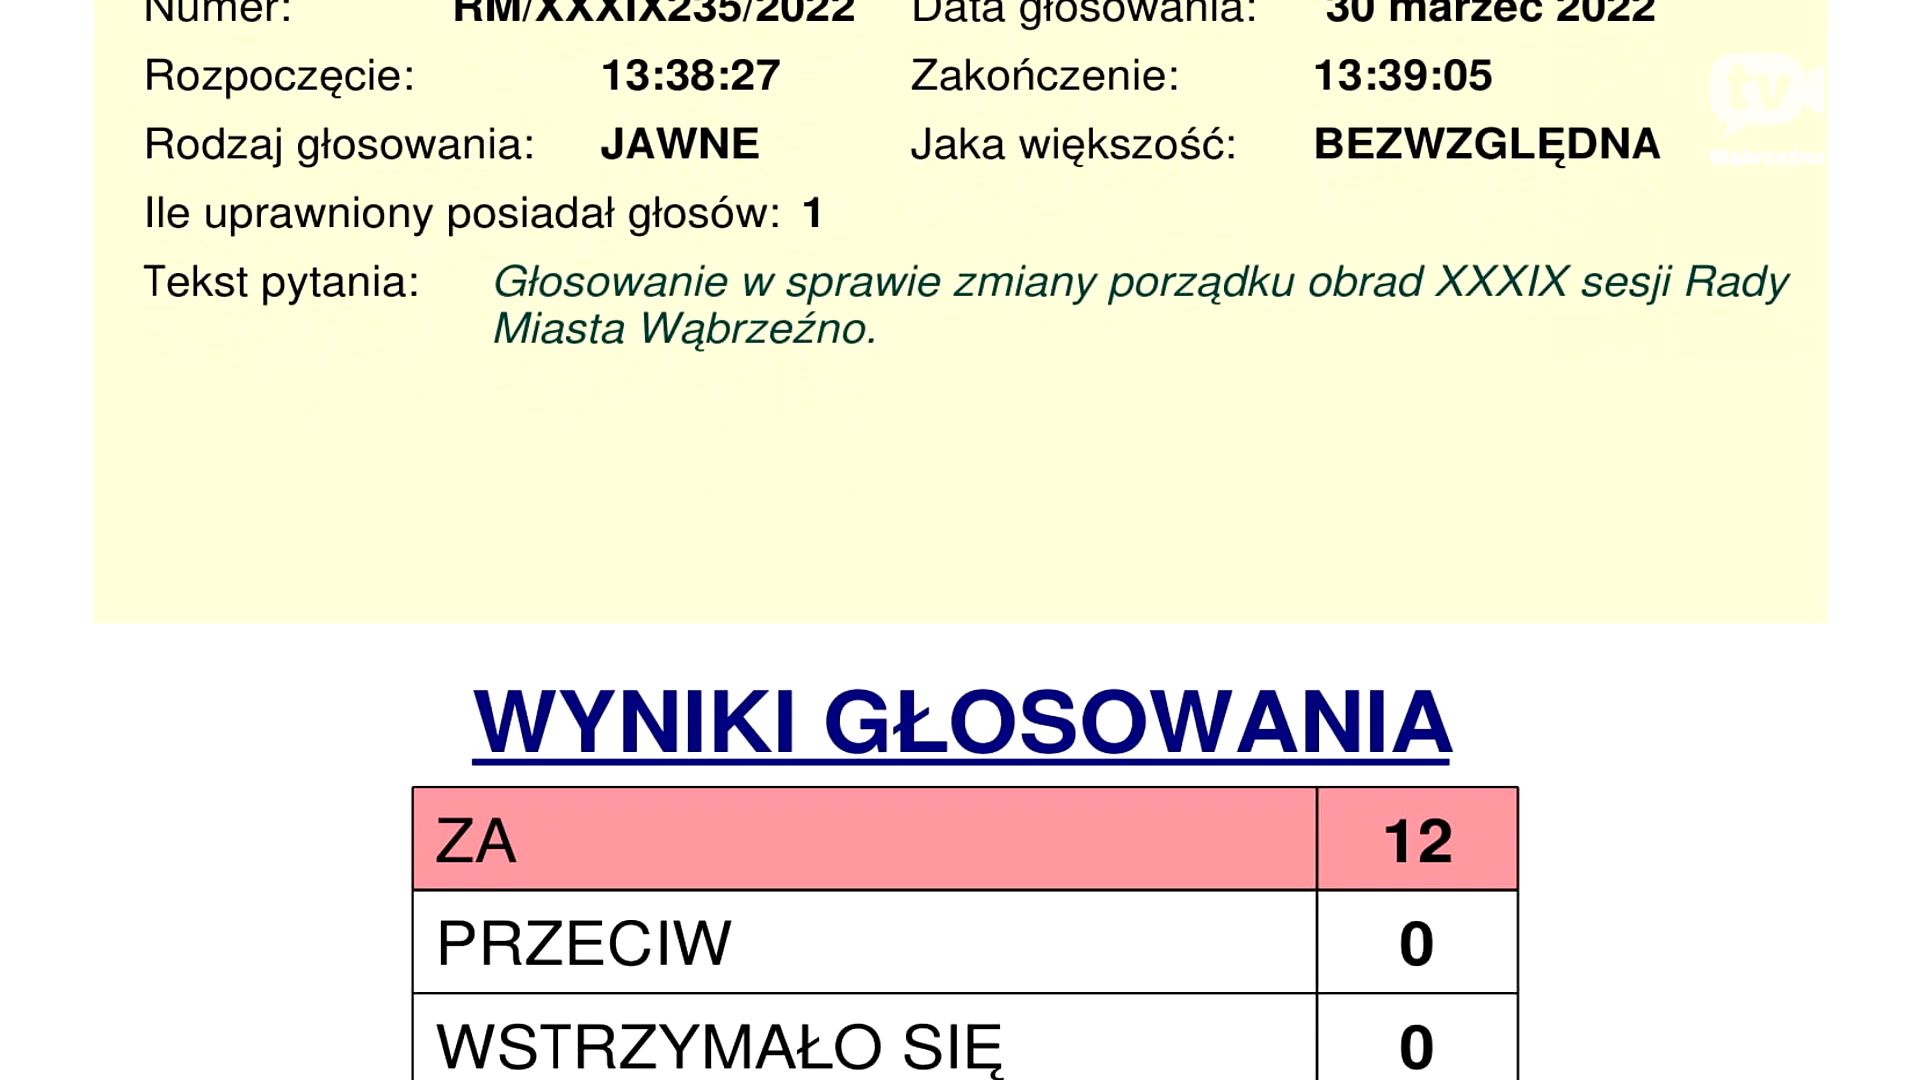 Numer: RM/XXXIX235/2022 Data głosowania: 30 marzec 2022
Rozpoczęcie: 13:38:27 Zakończenie: 13:39:05
Rodzaj głosowania: JAWNE Jaka większość: BEZWZGLĘDNA
tv
Wąbrzeźno
Ile uprawniony posiadał głosów: 1
Tekst pytania: Głosowanie w sprawie zmiany porządku obrad XXXIX sesji Rady
Miasta Wąbrzeźno.
WYNIKI GŁOSOWANIA
ZA 12
PRZECIW 0
WSTRZYMAŁO SIĘ 0